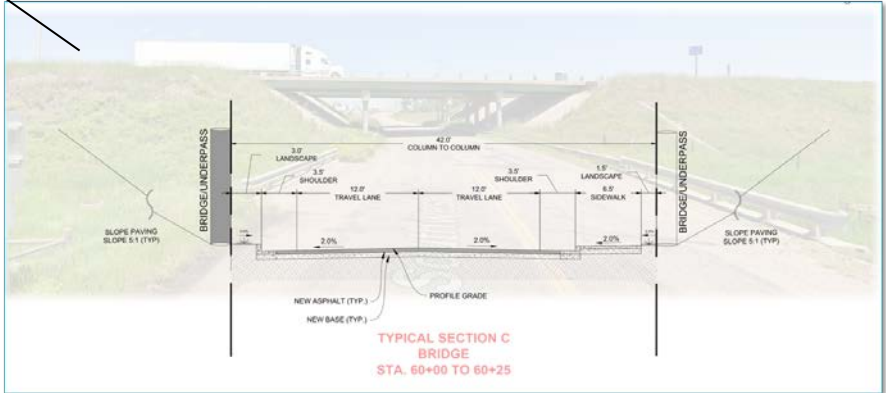 42.0'
COLUMN TO COLUMN
3.0'
LANDSCAPE
3.5'
SHOULDER
12.0'
TRAVEL LANE
12.0'
TRAVEL LANE
3.5'
SHOULDER
6.5'
SIDEWALK
1.5'
LANDSCAPE
BRIDGE/UNDERPASS
BRIDGE/UNDERPASS
SLOPE PAVING
SLOPE 5:1 (TYP)
SLOPE PAVING
SLOPE 5:1 (TYP)
2.0%
2.0%
2.0%
NEW ASPHALT (TYP.)
PROFILE GRADE
NEW BASE (TYP.)
TYPICAL SECTION C
BRIDGE
STA. 60+00 TO 60+25